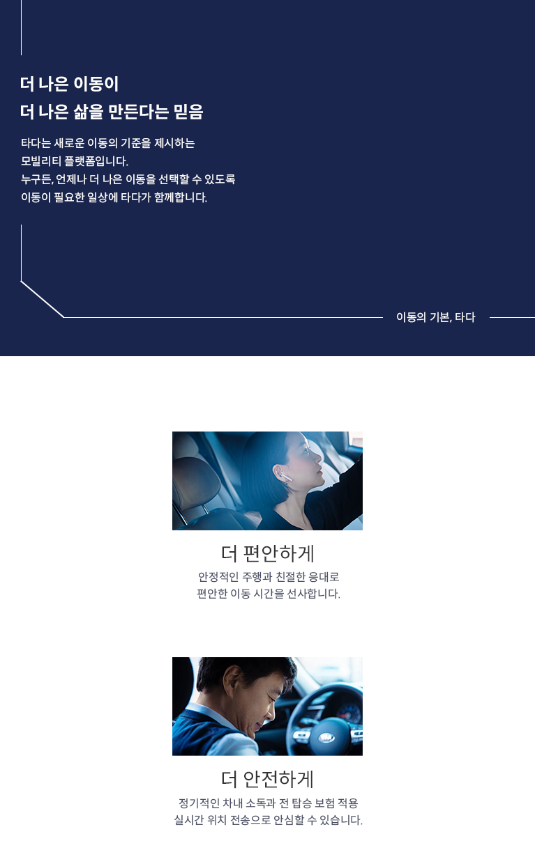 더 나은 이동이
더 나은 삶을 만든다는 믿음
타다는 새로운 이동의 기준을 제시하는
모빌리티 플랫폼입니다.
누구든, 언제나 더 나은 이동을 선택할 수 있도록
이동이 필요한 일상에 타다가 함께합니다.
이동의 기본, 타다
더 편안하게
안정적인 주행과 친절한 응대로
편안한 이동 시간을 선사합니다.
더 안전하게
정기적인 차내 소독과 전 탑승 보험 적용
실시간 위치 전송으로 안심할 수 있습니다.